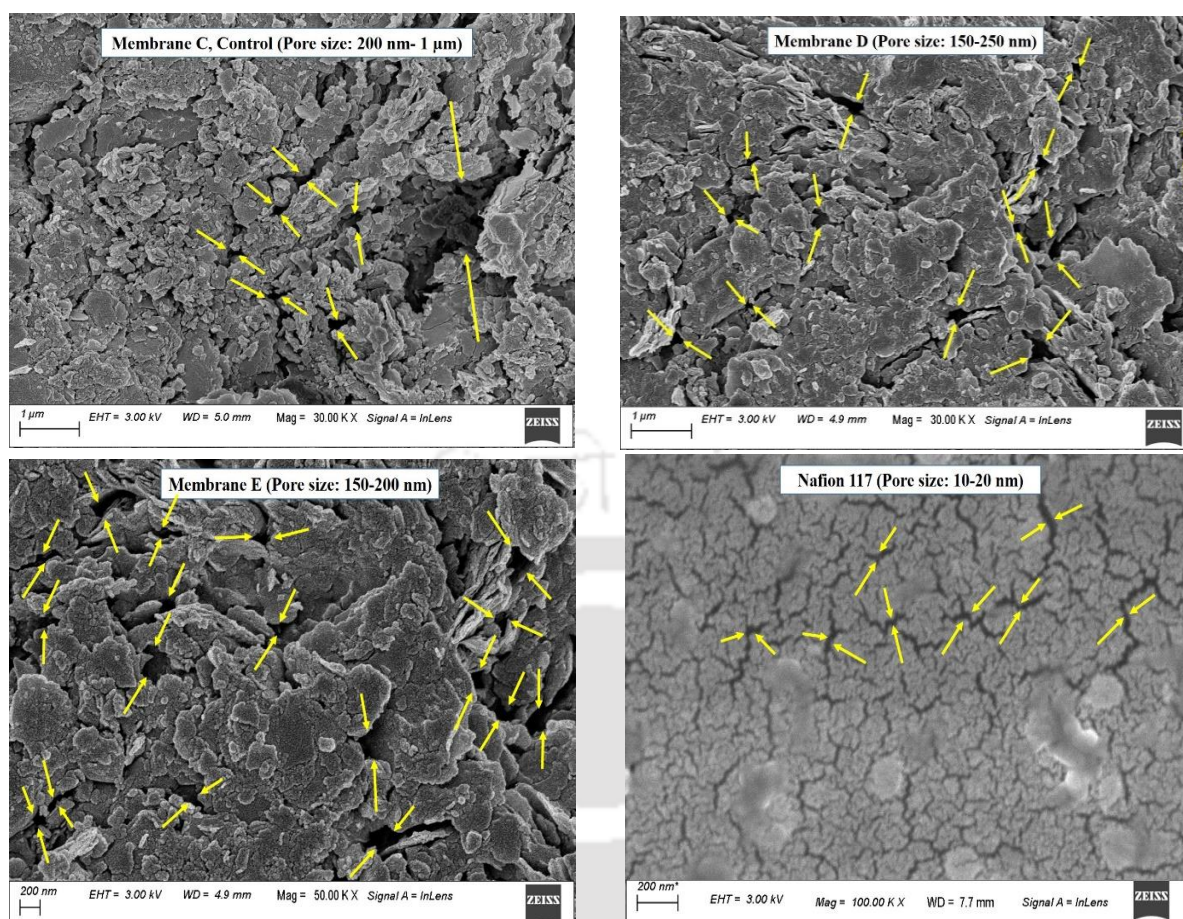 Membrane C, Control (Pore size: 200 nm- 1 µm)
1 µm
EHT = 3.00 kV WD = 5.0 mm Mag = 30.00 K X Signal A = InLens
ZEISS
Membrane D (Pore size: 150-250 nm)
1 µm
EHT = 3.00 kV WD = 4.9 mm Mag = 30.00 K X Signal A = InLens
ZEISS
Membrane E (Pore size: 150-200 nm)
200 nm
EHT = 3.00 kV WD = 4.9 mm Mag = 50.00 K X Signal A = InLens
ZEISS
Nafion 117 (Pore size: 10-20 nm)
200 nm*
EHT = 3.00 kV Mag = 100.00 K X WD = 7.7 mm Signal A = InLens
ZEISS